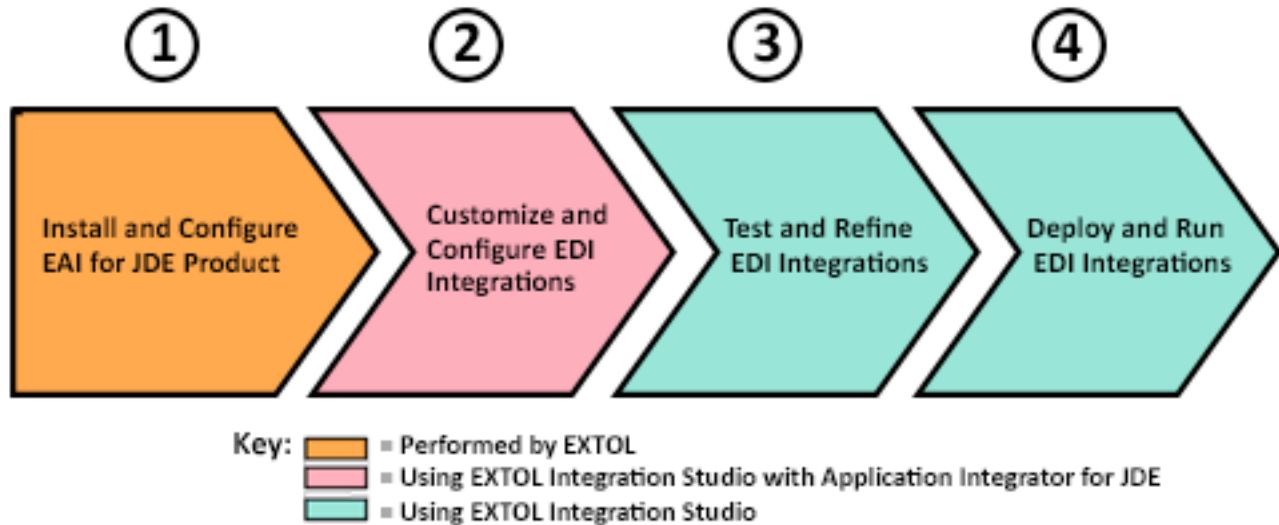 1
2
3
4
Install and Configure
EAI for JDE Product
Customize and
Configure EDI
Integrations
Test and Refine
EDI Integrations
Deploy and Run
EDI Integrations
Key:
= Performed by EXTOL
= Using EXTOL Integration Studio with Application Integrator for JDE
= Using EXTOL Integration Studio